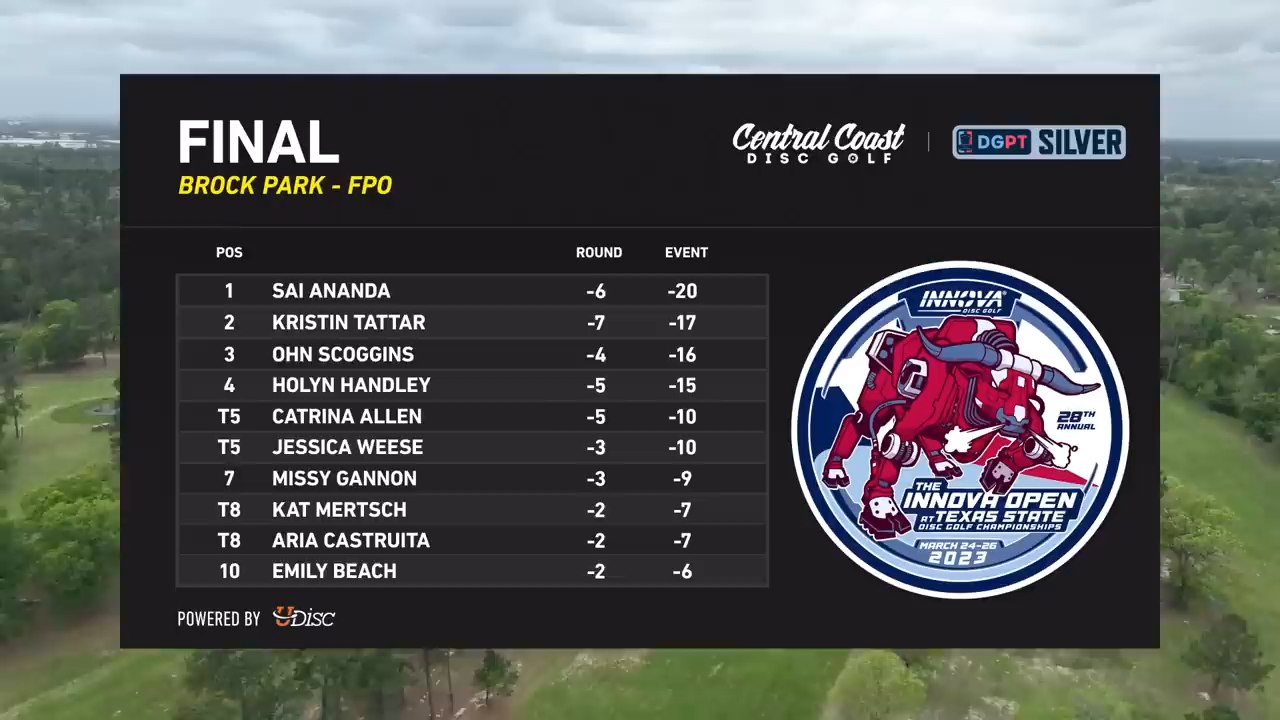 FINAL
BROCK PARK - FPO
Central Coast
DISC GOLF
DGPT SILVER
POS ROUND EVENT
1 SAI ANANDA -6 -20
2 KRISTIN TATTAR -7 -17
3 OHN SCOGGINS -4 -16
4 HOLYN HANDLEY -5 -15
T5 CATRINA ALLEN -5 -10
T5 JESSICA WEESE -3 -10
7 MISSY GANNON -3 -9
T8 KAT MERTSCH -2 -7
T8 ARIA CASTRUITA -2 -7
10 EMILY BEACH -2 -6
POWERED BY UDisc
INNOVA
DISC GOLF
28TH
ANNUAL
THE
INNOVA OPEN
AT TEXAS STATE
DISC GOLF CHAMPIONSHIPS
MARCH 24-26
2023